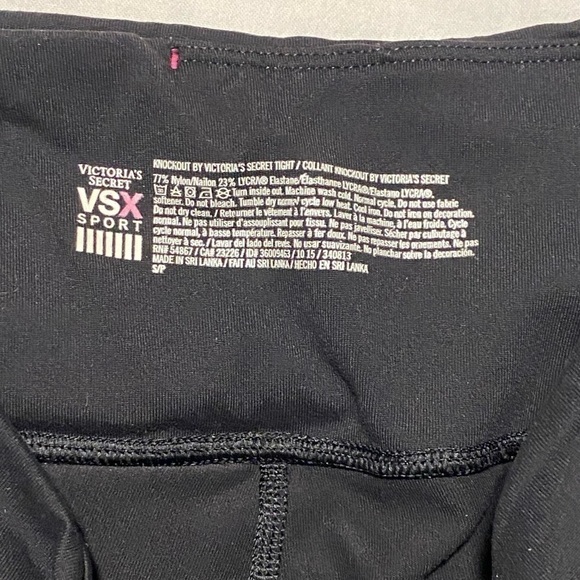 VICTORIA'S
SECRET
VSX
SPORT
KNOCKOUT BY VICTORIA'S SECRET TIGHT / COLLANT KNOCKOUT BY VICTORIA'S SECRET
77% Nylon/Nailon 23% LYCRA® Elastano/Élasthanne LYCRA®/Elastano LYCRA®.
Turn inside out. Machine wash cold. Normal cycle. Do not use fabric
softener. Do not bleach. Tumble dry normal cycle low heat. Cool iron. Do not iron on decoration.
Do not dry clean. / Retourner le vêtement à l'envers. Laver à la machine, à l'eau froide. Cycle
normal. Ne pas utiliser d'assouplissant pour tissu. Ne pas javelliser. Sécher par culbutage à
cycle normal, à basse température. Repasser à fer doux. Ne pas repasser les ornements. Ne pas
nettoyer à sec. / Lavar del lado del revés. No usar suavizante. No planchar sobre la decoración.
RN# 54867 / CA# 23226 / ID# 36009463 / 10 15 / 340813
MADE IN SRI LANKA / FAIT AU SRI LANKA / HECHO EN SRI LANKA
S/P